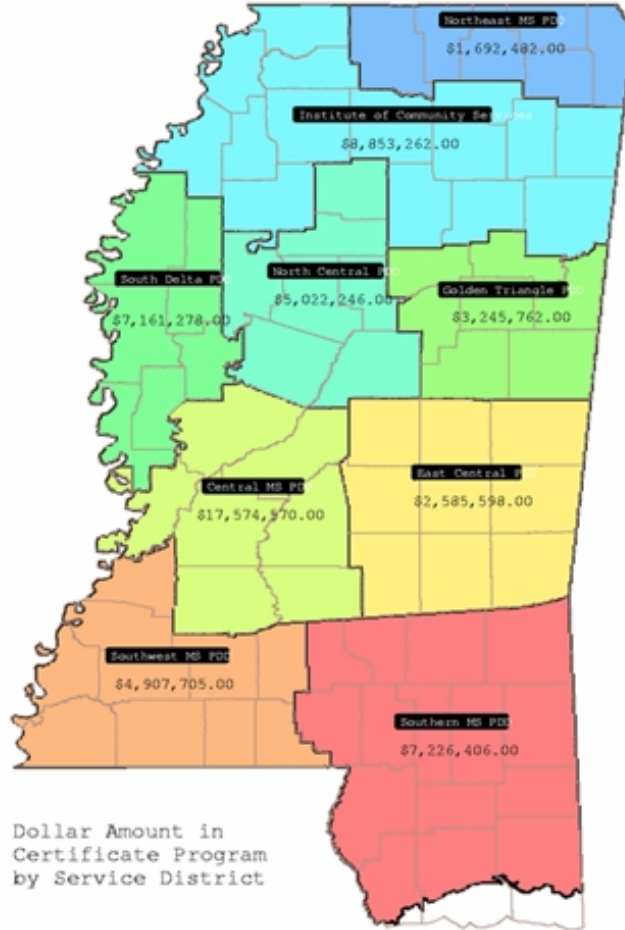 Northeast MS PDD
$1,692,482.00
Institute of Community Services
$8,853,262.00
South Delta PDD
$7,161,278.00
North Central PDD
$5,022,246.00
Golden Triangle PDD
$3,245,762.00
Central MS PDD
$17,574,570.00
East Central PDD
$2,585,598.00
Southwest MS PDD
$4,907,705.00
Southern MS PDD
$7,226,406.00
Dollar Amount in
Certificate Program
by Service District